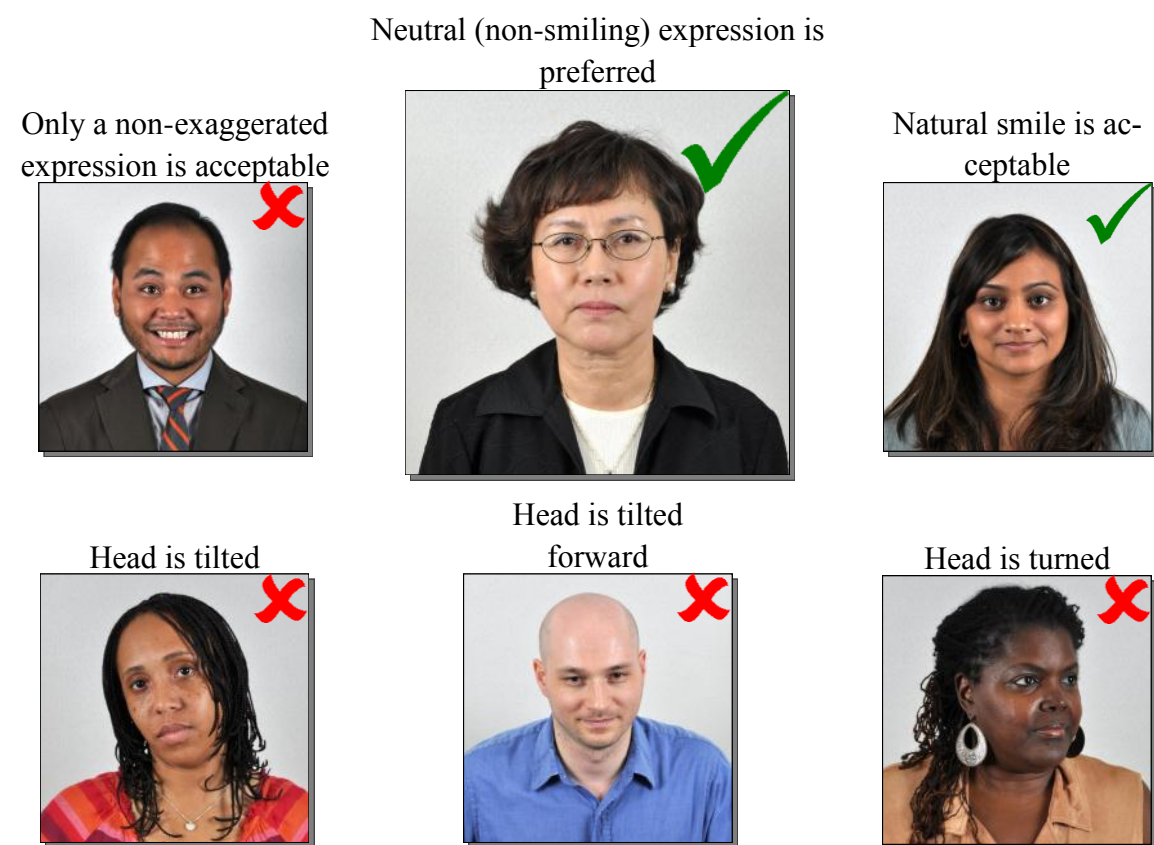 Neutral (non-smiling) expression is
preferred
Only a non-exaggerated
expression is acceptable
Natural smile is ac-
ceptable
Head is tilted
Head is tilted
forward
Head is turned